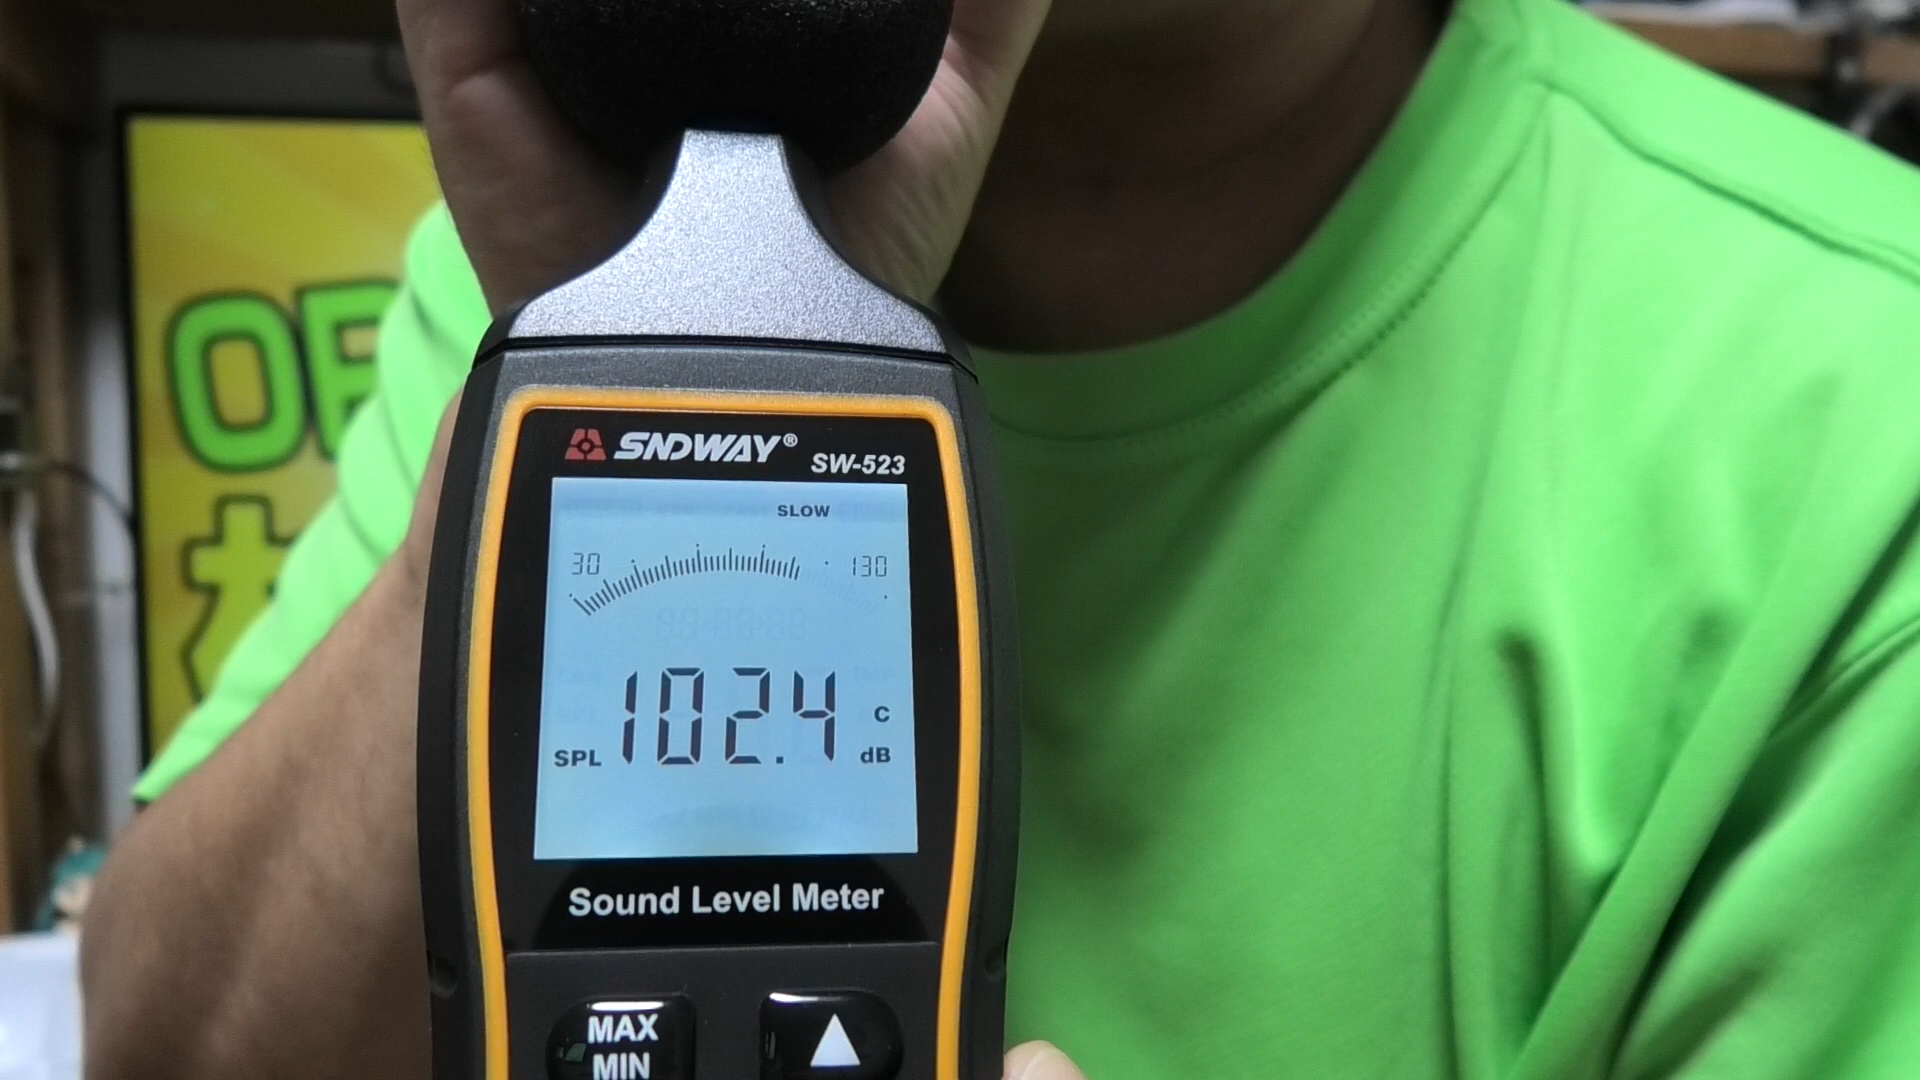 SNDWAY®
SW-523
SLOW
30
130
102.4
C
SPL
dB
Sound Level Meter
MAX
MIN
▲